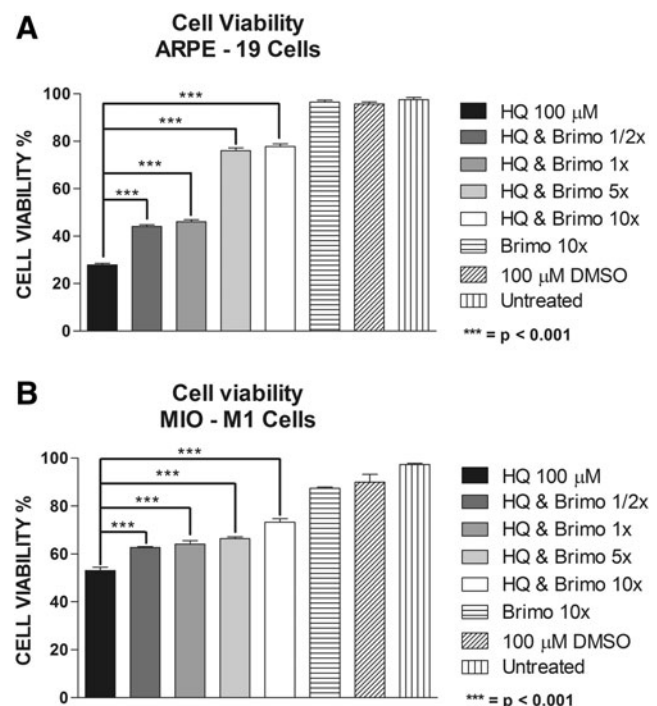 A
Cell Viability
ARPE - 19 Cells
CELL VIABILITY %
100
80
60
40
20
0
***
***
***
***
HQ 100 μM
HQ & Brimo 1/2x
HQ & Brimo 1x
HQ & Brimo 5x
HQ & Brimo 10x
Brimo 10x
100 μM DMSO
Untreated
*** = p < 0.001
B
Cell viability
MIO - M1 Cells
CELL VIABILITY %
100
80
60
40
20
0
***
***
***
***
HQ 100 μM
HQ & Brimo 1/2x
HQ & Brimo 1x
HQ & Brimo 5x
HQ & Brimo 10x
Brimo 10x
100 μM DMSO
Untreated
*** = p < 0.001